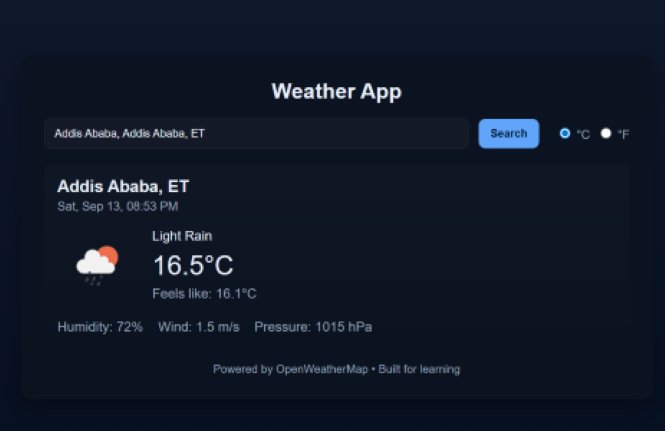 Weather App
Addis Ababa, Addis Ababa, ET Search °C °F
Addis Ababa, ET
Sat, Sep 13, 08:53 PM
Light Rain
16.5°C
Feels like: 16.1°C
Humidity: 72% Wind: 1.5 m/s Pressure: 1015 hPa
Powered by OpenWeatherMap • Built for learning